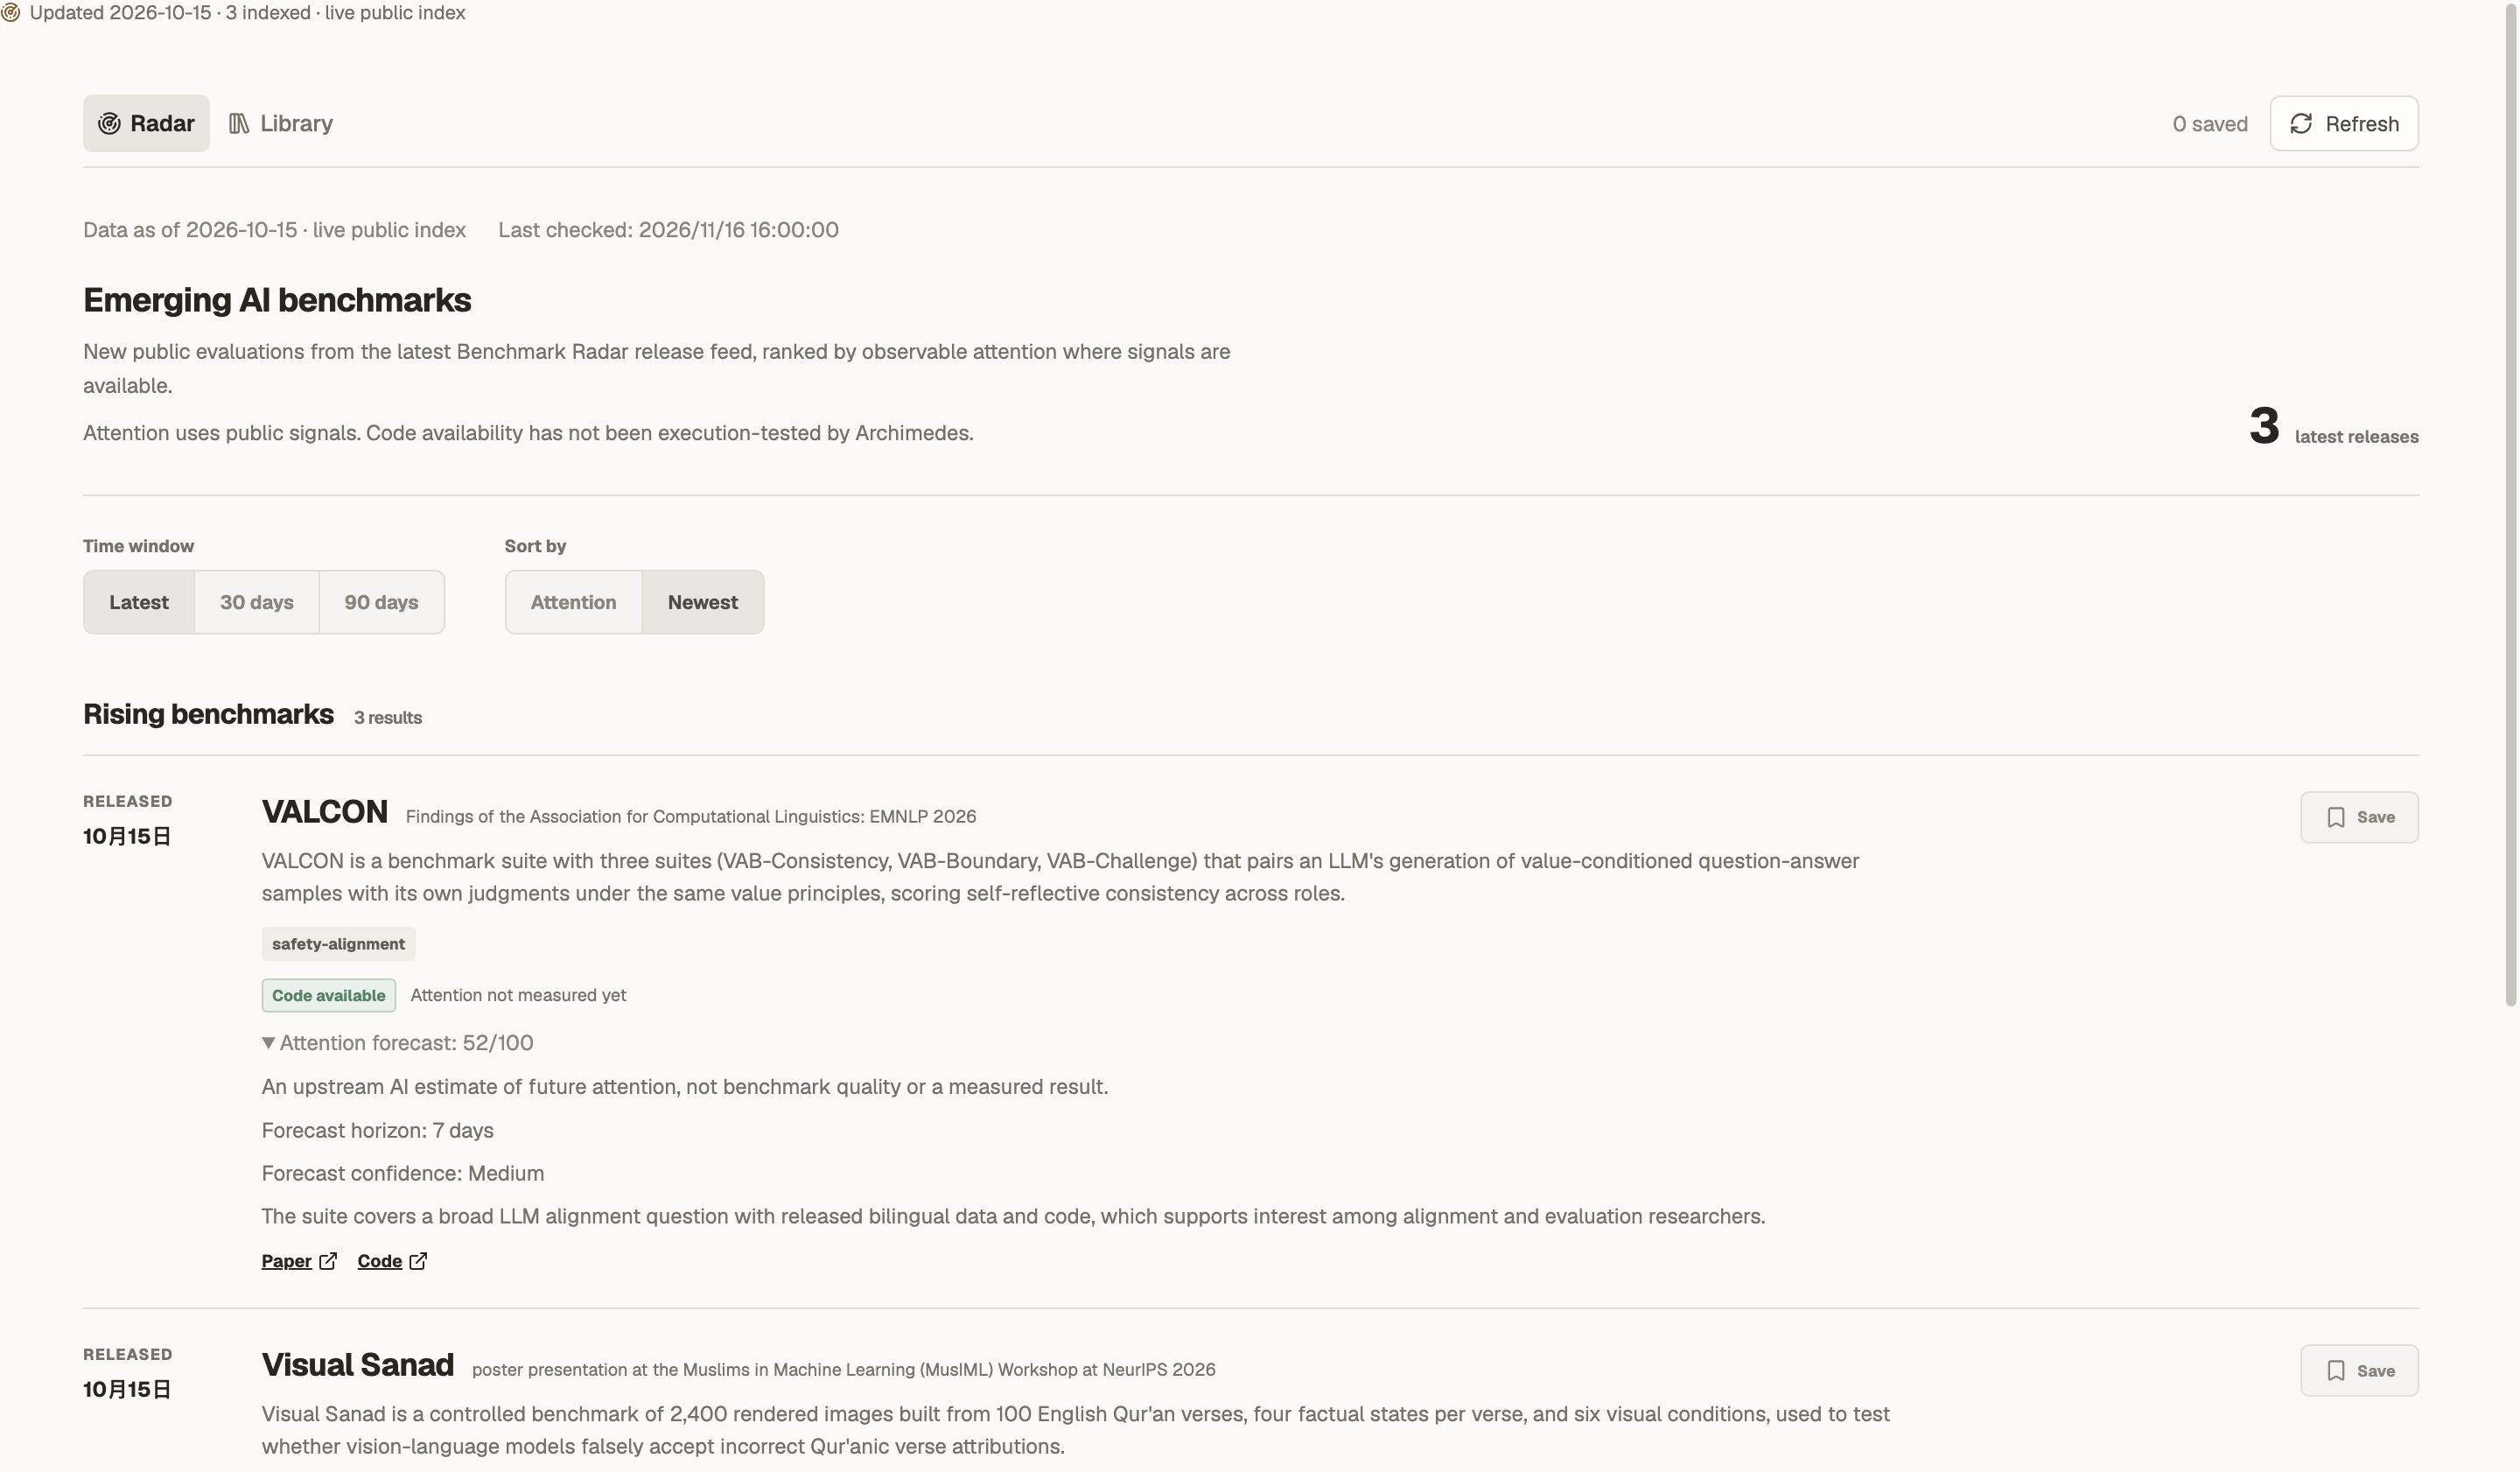 Updated 2026-10-15 · 3 indexed · live public index
Radar
Library
0 saved
Refresh
Data as of 2026-10-15 · live public index
Last checked: 2026/11/16 16:00:00
Emerging AI benchmarks
New public evaluations from the latest Benchmark Radar release feed, ranked by observable attention where signals are
available.
Attention uses public signals. Code availability has not been execution-tested by Archimedes.
3 latest releases
Time window
Sort by
Latest
30 days
90 days
Attention
Newest
Rising benchmarks 3 results
RELEASED
10月15日
VALCON Findings of the Association for Computational Linguistics: EMNLP 2026
Save
VALCON is a benchmark suite with three suites (VAB-Consistency, VAB-Boundary, VAB-Challenge) that pairs an LLM's generation of value-conditioned question-answer
samples with its own judgments under the same value principles, scoring self-reflective consistency across roles.
safety-alignment
Code available Attention not measured yet
▼ Attention forecast: 52/100
An upstream AI estimate of future attention, not benchmark quality or a measured result.
Forecast horizon: 7 days
Forecast confidence: Medium
The suite covers a broad LLM alignment question with released bilingual data and code, which supports interest among alignment and evaluation researchers.
Paper Code
RELEASED
10月15日
Visual Sanad poster presentation at the Muslims in Machine Learning (MusIML) Workshop at NeurIPS 2026
Save
Visual Sanad is a controlled benchmark of 2,400 rendered images built from 100 English Qur'an verses, four factual states per verse, and six visual conditions, used to test
whether vision-language models falsely accept incorrect Qur'anic verse attributions.